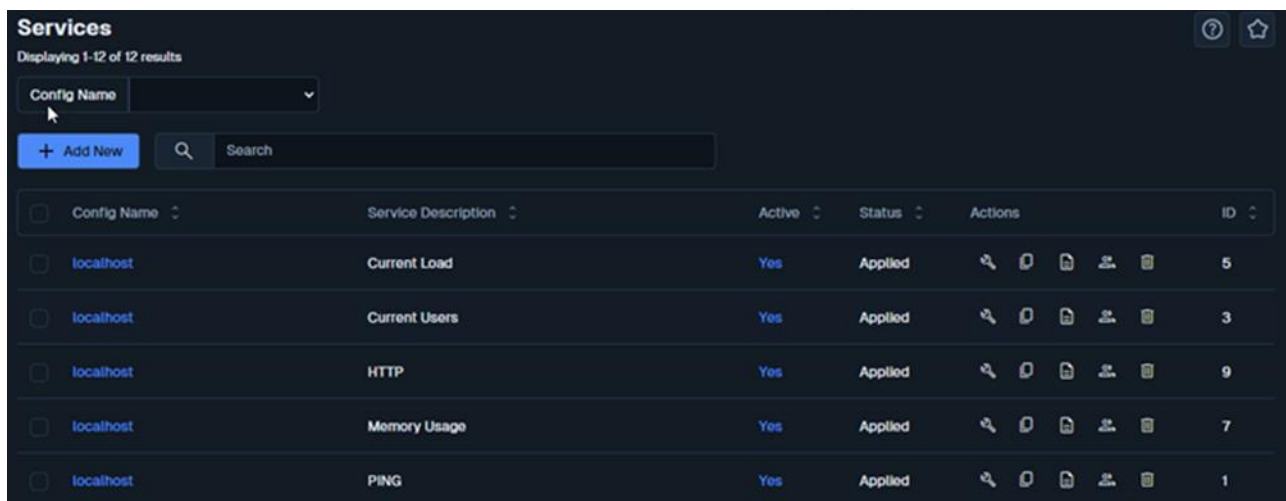 Services
Displaying 1-12 of 12 results
Config Name
+ Add New Search
Config Name Service Description Active Status Actions ID
localhost Current Load Yes Applied 5
localhost Current Users Yes Applied 3
localhost HTTP Yes Applied 9
localhost Memory Usage Yes Applied 7
localhost PING Yes Applied 1